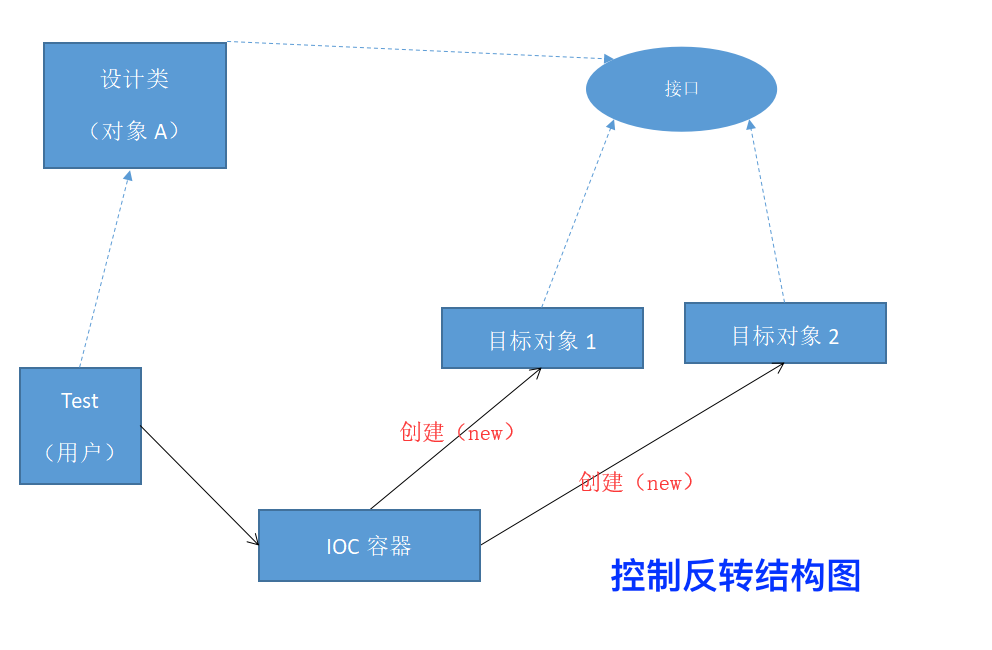 设计类
（对象 A）
接口
目标对象 1
目标对象 2
Test
（用户）
创建（new）
创建（new）
IOC 容器
控制反转结构图